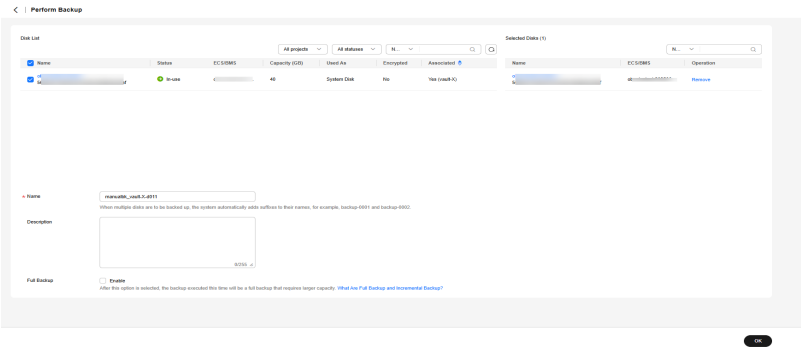 Perform Backup
Disk List
Selected Disks (1)
All projects
All statuses
N...
N...
Name Status ECS/BMS Capacity (GB) Used As Encrypted Associated
Name ECS/BMS Operation
In-use 40 System Disk No Yes (vault-X)
Remove
* Name manualbk_vault-X-d011
When multiple disks are to be backed up, the system automatically adds suffixes to their names, for example, backup-0001 and backup-0002.
Description
0/256
Full Backup Enable
After this option is selected, the backup executed this time will be a full backup that requires larger capacity. What Are Full Backup and Incremental Backup?
OK